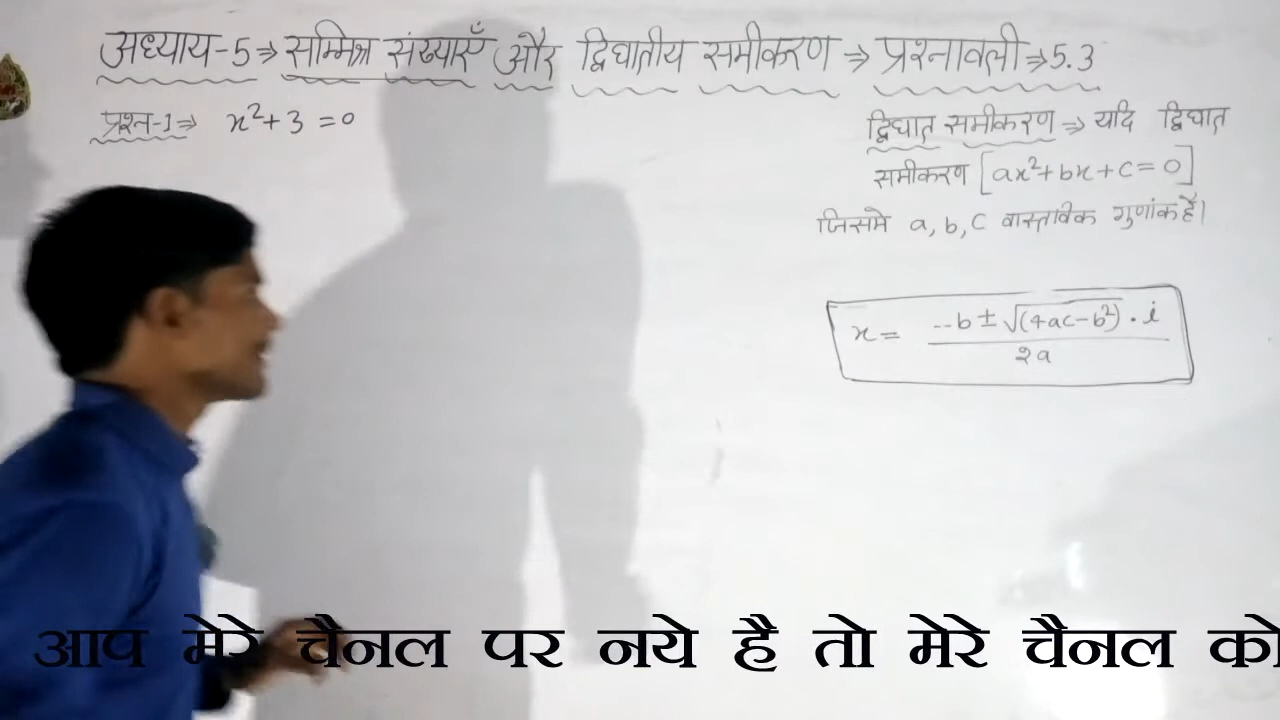 अध्याय-5⇒ सम्मिश्र संख्याएँ और द्विघातीय समीकरण ⇒ प्रश्नावली⇒5.3
प्रश्न-1⇒ x²+3 =0
द्विघात समीकरण ⇒ यदि द्विघात
समीकरण [ax²+bx+c=0]
जिसमे a, b, c वास्तविक गुणांक है।
x= --b ± √(4ac-b²) . i / 2a
आप मेरे चैनल पर नये है तो मेरे चैनल को